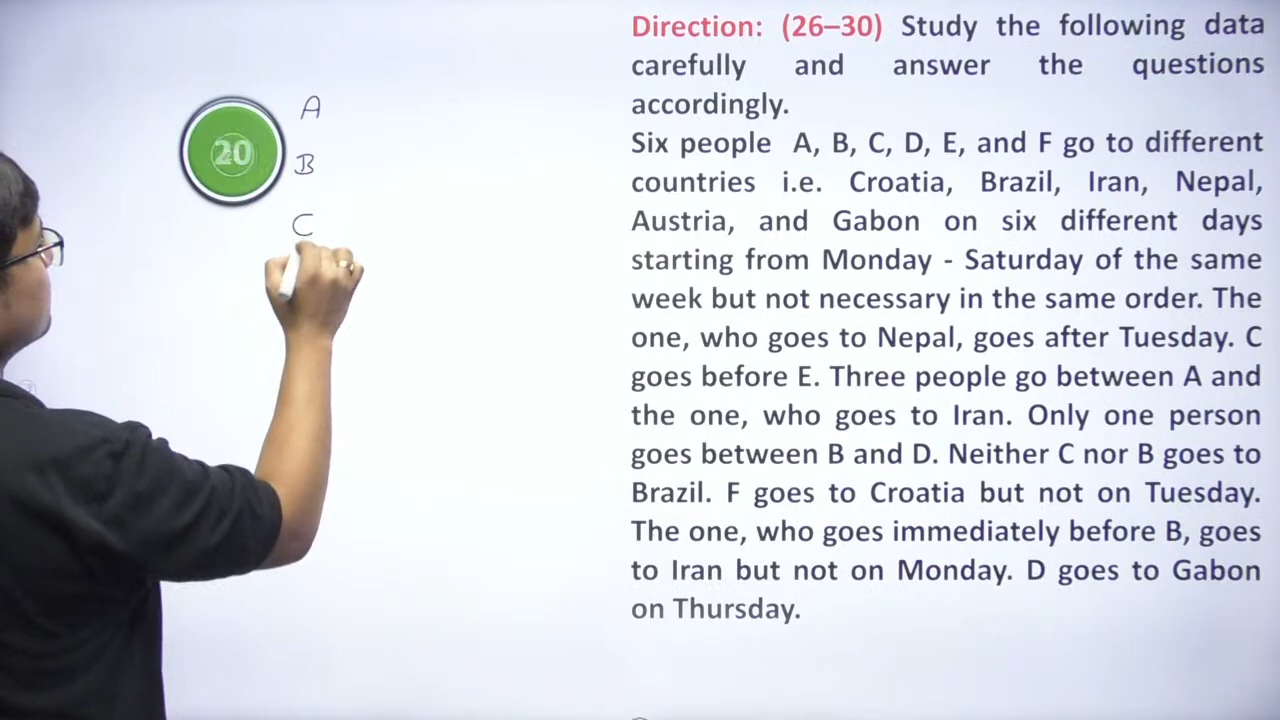 Direction: (26–30) Study the following data
carefully and answer the questions
accordingly.
Six people A, B, C, D, E, and F go to different
countries i.e. Croatia, Brazil, Iran, Nepal,
Austria, and Gabon on six different days
starting from Monday - Saturday of the same
week but not necessary in the same order. The
one, who goes to Nepal, goes after Tuesday. C
goes before E. Three people go between A and
the one, who goes to Iran. Only one person
goes between B and D. Neither C nor B goes to
Brazil. F goes to Croatia but not on Tuesday.
The one, who goes immediately before B, goes
to Iran but not on Monday. D goes to Gabon
on Thursday.
20
A
B
C